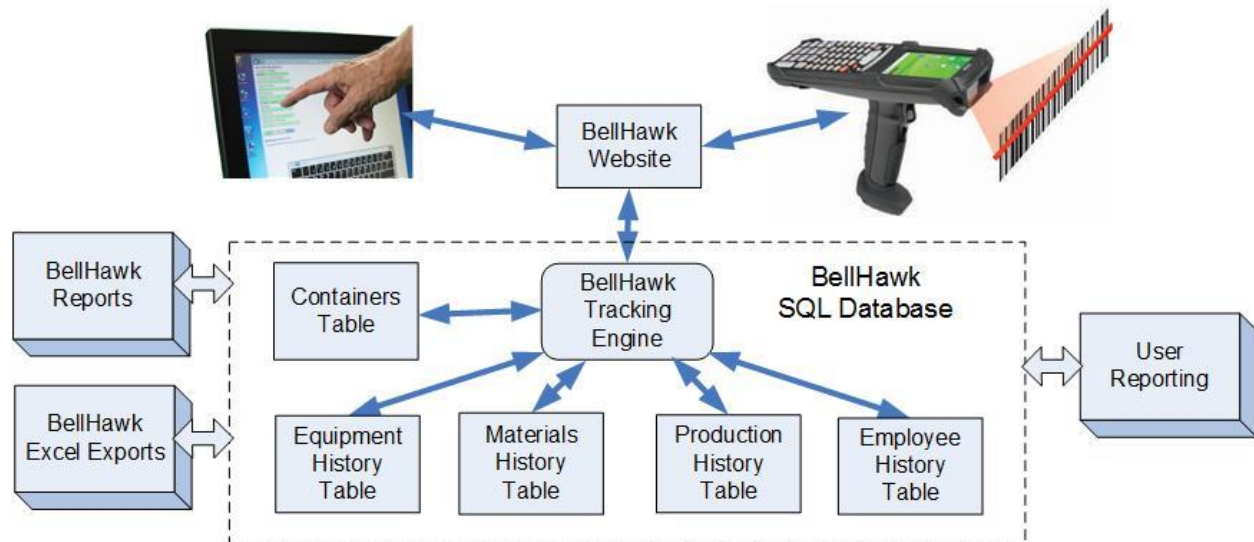 BellHawk
Website
BellHawk
Reports
Containers
Table
BellHawk
Tracking
Engine
BellHawk
SQL Database
User
Reporting
BellHawk
Excel Exports
Equipment
History
Table
Materials
History
Table
Production
History
Table
Employee
History
Table